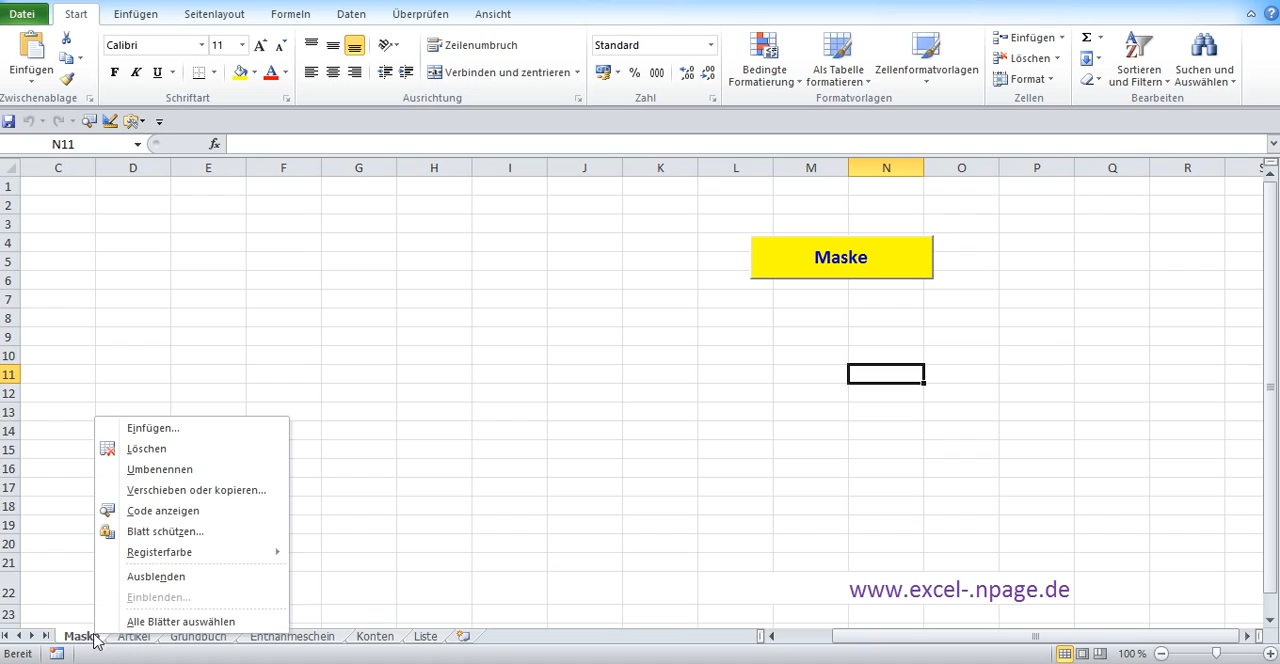 Datei Start Einfügen Seitenlayout Formeln Daten Überprüfen Ansicht
Einfügen
Zwischenablage
Calibri 11
F K U
Schriftart
Zeilenumbruch
Verbinden und zentrieren
Ausrichtung
Standard
% 000
Zahl
Bedingte Formatierung
Als Tabelle formatieren
Zellenformatvorlagen
Formatvorlagen
Einfügen
Löschen
Format
Zellen
Σ
Sortieren und Filtern
Suchen und Auswählen
Bearbeiten
N11 fx
C D E F G H I J K L M N O P Q R
1
2
3
4
5
6
7
8
9
10
11
12
13
14
15
16
17
18
19
20
21
22
23
Maske
www.excel-.npage.de
Einfügen...
Löschen
Umbenennen
Verschieben oder kopieren...
Code anzeigen
Blatt schützen...
Registerfarbe
Ausblenden
Einblenden...
Alle Blätter auswählen
Maske Artikel Grundbuch Entnahmeschein Konten Liste
Bereit 100 %